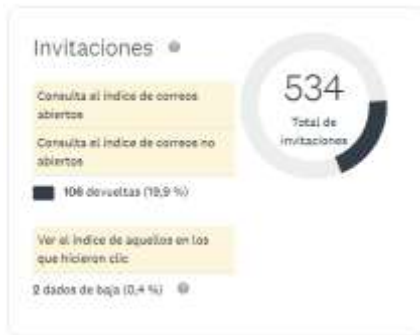 Invitaciones
534
Total de
invitaciones
Consulta el índice de correos
abiertos
Consulta el índice de correos no
abiertos
106 devueltas (19,9 %)
Ver el índice de aquellos en los
que hicieron clic
2 dados de baja (0,4 %)